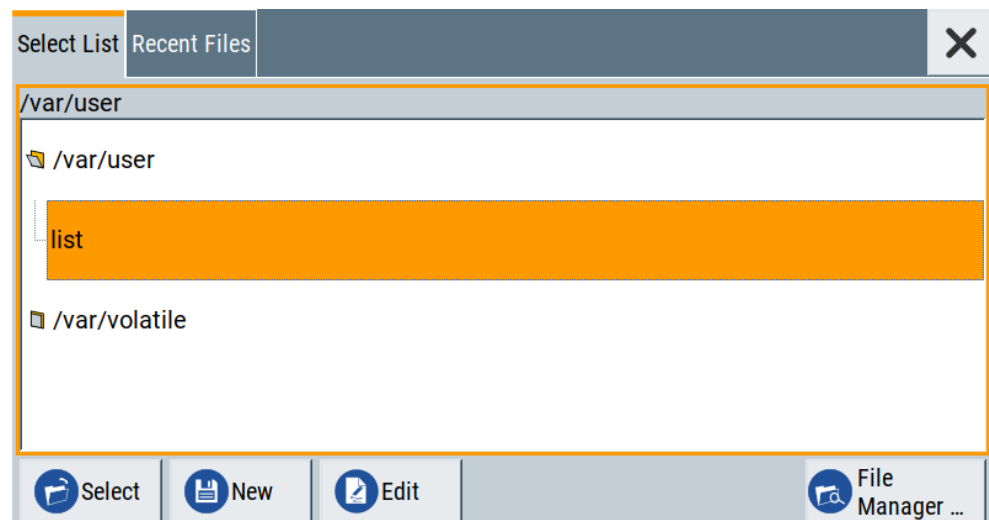 Select List Recent Files
/var/user
/var/user
list
/var/volatile
Select New Edit File
Manager ...